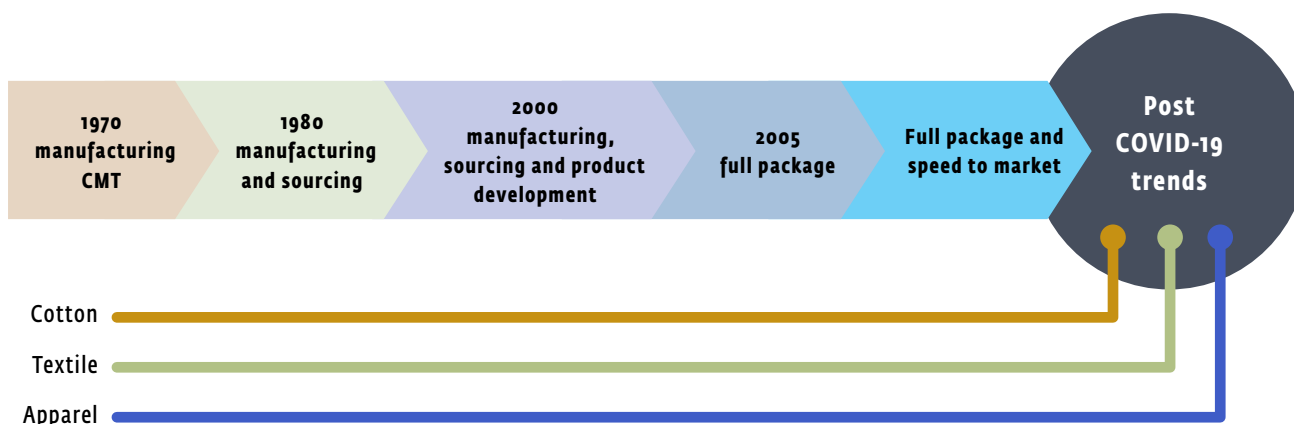 1970
manufacturing
CMT
1980
manufacturing
and sourcing
2000
manufacturing,
sourcing and product
development
2005
full package
Full package and
speed to market
Post
COVID-19
trends
Cotton
Textile
Apparel